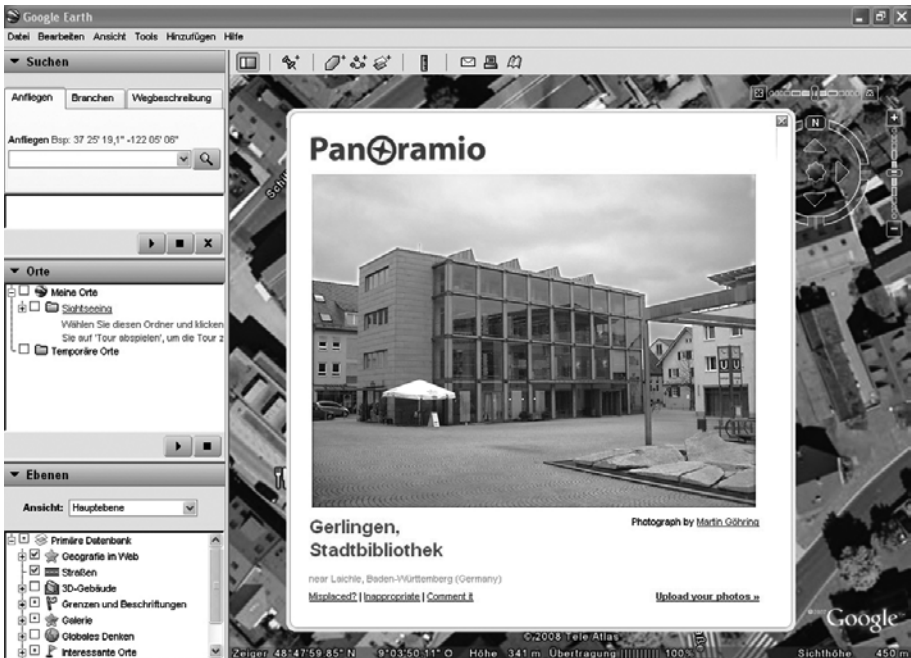 Google Earth
Datei Bearbeiten Ansicht Tools Hinzufügen Hilfe
Suchen
Anfliegen Branchen Wegbeschreibung
Anfliegen Bsp: 37 25' 19,1" -122 05' 06"
Orte
Meine Orte
Sightseeing
Wählen Sie diesen Ordner und klicken
Sie auf 'Tour abspielen', um die Tour z
Temporäre Orte
Ebenen
Ansicht: Hauptebene
Primäre Datenbank
Geografie im Web
Straßen
3D-Gebäude
Grenzen und Beschriftungen
Galerie
Globales Denken
Interessante Orte
N
Panoramio
Gerlingen,
Stadtbibliothek
Photograph by Martin Göhring
near Laichle, Baden-Württemberg (Germany)
Misplaced? | Inappropriate | Comment it
Upload your photos »
©2008 Tele Atlas
Google
Zeiger 48°47'59.85" N 9°03'50.11" O Höhe 341 m Übertragung |||||||||| 100% Sichthöhe 450 m